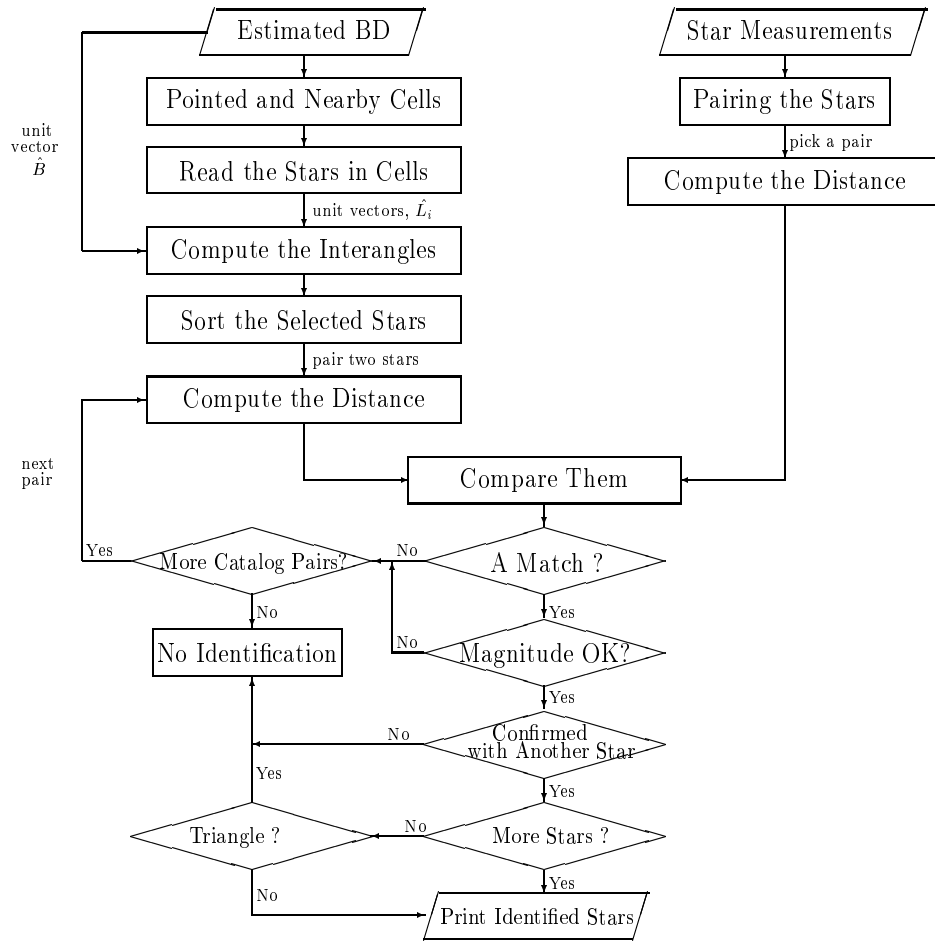 Estimated BD
Star Measurements
Pointed and Nearby Cells
Pairing the Stars
unit
vector
B̂
pick a pair
Read the Stars in Cells
Compute the Distance
unit vectors, L̂ᵢ
Compute the Interangles
Sort the Selected Stars
pair two stars
Compute the Distance
next
pair
Compare Them
Yes
More Catalog Pairs?
No
A Match ?
No
Yes
No Identification
No
Magnitude OK?
Yes
No
Confirmed
with Another Star
Yes
Yes
Triangle ?
No
More Stars ?
No
Yes
Print Identified Stars